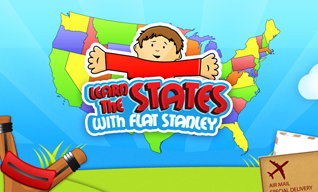 LEARN
THE STATES
WITH FLAT STANLEY
AIR MAIL
SPECIAL DELIVERY